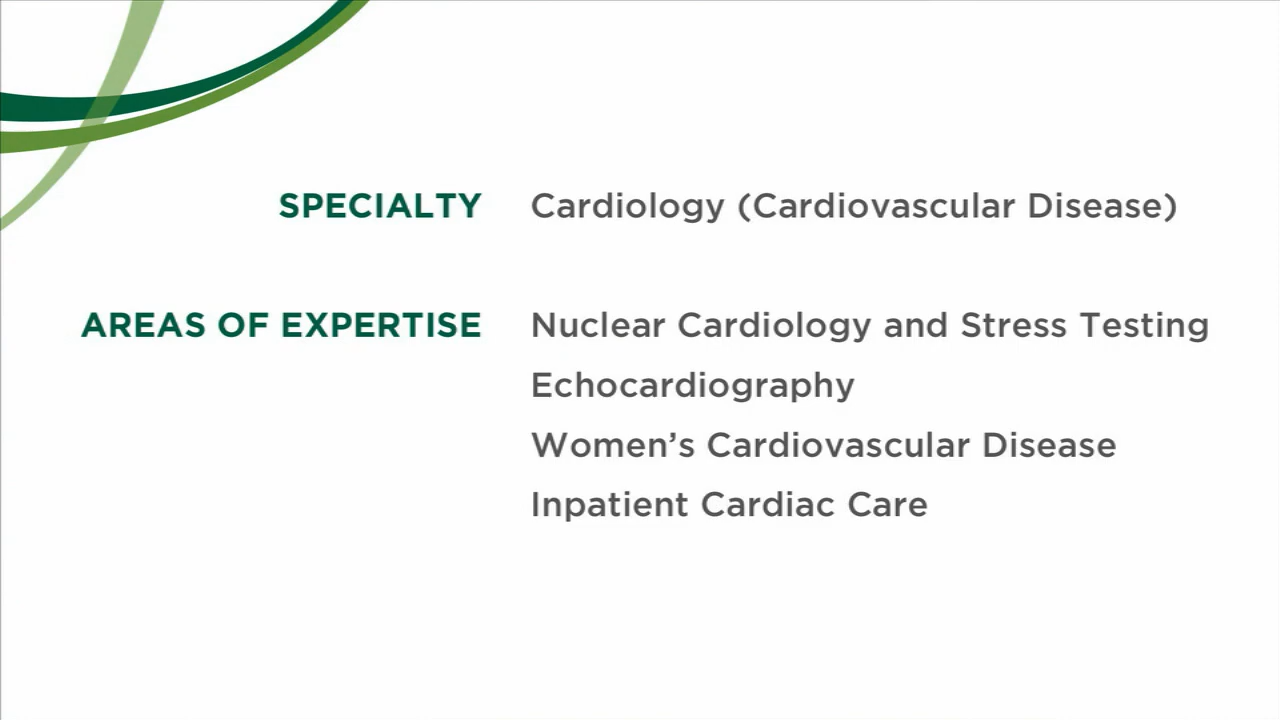 SPECIALTY Cardiology (Cardiovascular Disease)
AREAS OF EXPERTISE Nuclear Cardiology and Stress Testing
Echocardiography
Women’s Cardiovascular Disease
Inpatient Cardiac Care